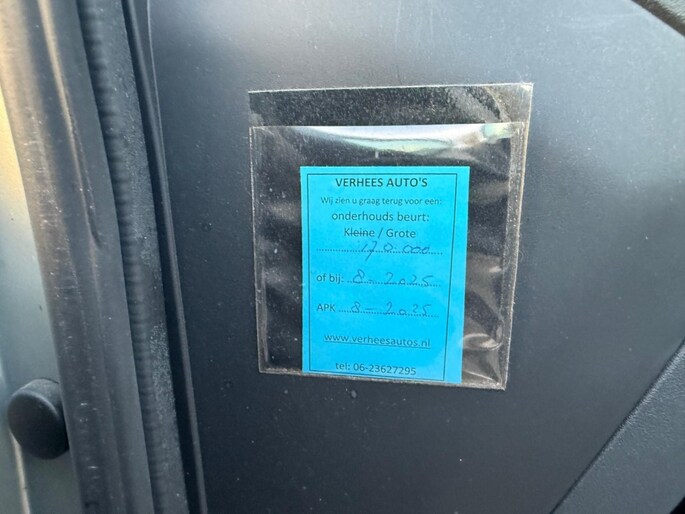 VERHEES AUTO'S
Wij zien u graag terug voor een:
onderhouds beurt:
Kleine / Grote
170.000
of bij: 8-2025
APK 8-2025
www.verheesautos.nl
tel: 06-23627295